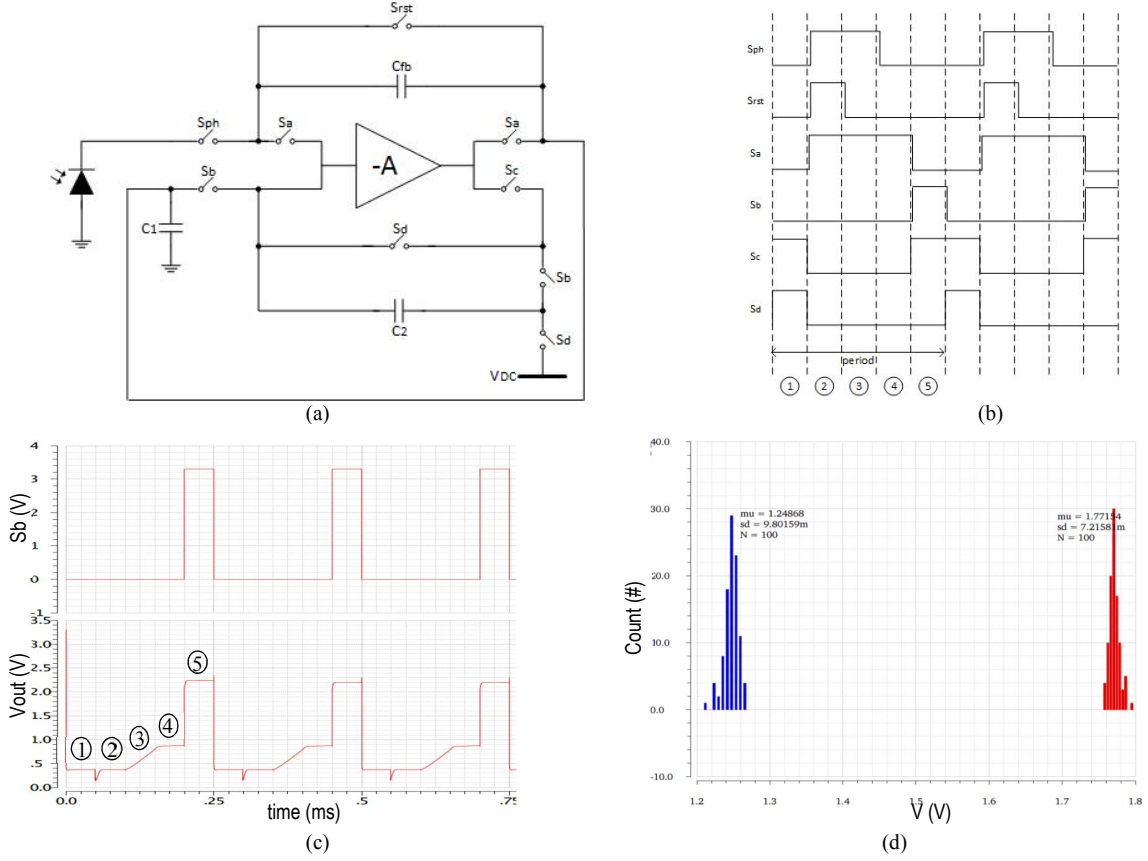 Srst
Cfb
Sph
Sa
Sa
-A
Sb
Sc
C1
Sd
Sb
C2
Sd
VDC
(a)
Sph
Srst
Sa
Sb
Sc
Sd
period
1 2 3 4 5
(b)
4
3
2
1
0
-1
Sb (V)
3.5
3.0
2.5
2.0
1.5
1.0
.5
0.0
Vout (V)
1 2 3 4 5
0.0 .25 .5 .75
time (ms)
(c)
40.0
30.0
20.0
10.0
0.0
-10.0
Count (#)
mu = 1.24868
sd = 9.80159m
N = 100
mu = 1.77154
sd = 7.21581m
N = 100
1.2 1.3 1.4 1.5 1.6 1.7 1.8
V (V)
(d)